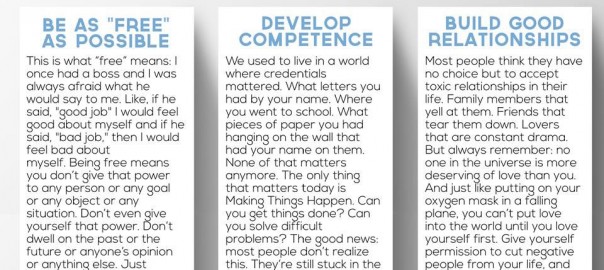 BE AS "FREE"
AS POSSIBLE
This is what "free" means: I
once had a boss and I was
always afraid what he
would say to me. Like, if he
said, "good job" I would feel
good about myself and if he
said, "bad job," then I would
feel bad about
myself. Being free means
you don't give that power
to any person or any goal
or any object or any
situation. Don't even give
yourself that power. Don't
dwell on the past or the
future or anyone's opinion
or anything else. Just
DEVELOP
COMPETENCE
We used to live in a world
where credentials
mattered. What letters you
had by your name. Where
you went to school. What
pieces of paper you had
hanging on the wall that
had your name on them.
None of that matters
anymore. The only thing
that matters today is
Making Things Happen. Can
you get things done? Can
you solve difficult
problems? The good news:
most people don't realize
this. They're still stuck in the
BUILD GOOD
RELATIONSHIPS
Most people think they have
no choice but to accept
toxic relationships in their
life. Family members that
yell at them. Friends that
tear them down. Lovers
that are constant drama.
But always remember: no
one in the universe is more
deserving of love than you.
And just like putting on your
oxygen mask in a falling
plane, you can't put love
into the world until you love
yourself first. Give yourself
permission to cut negative
people from your life, and